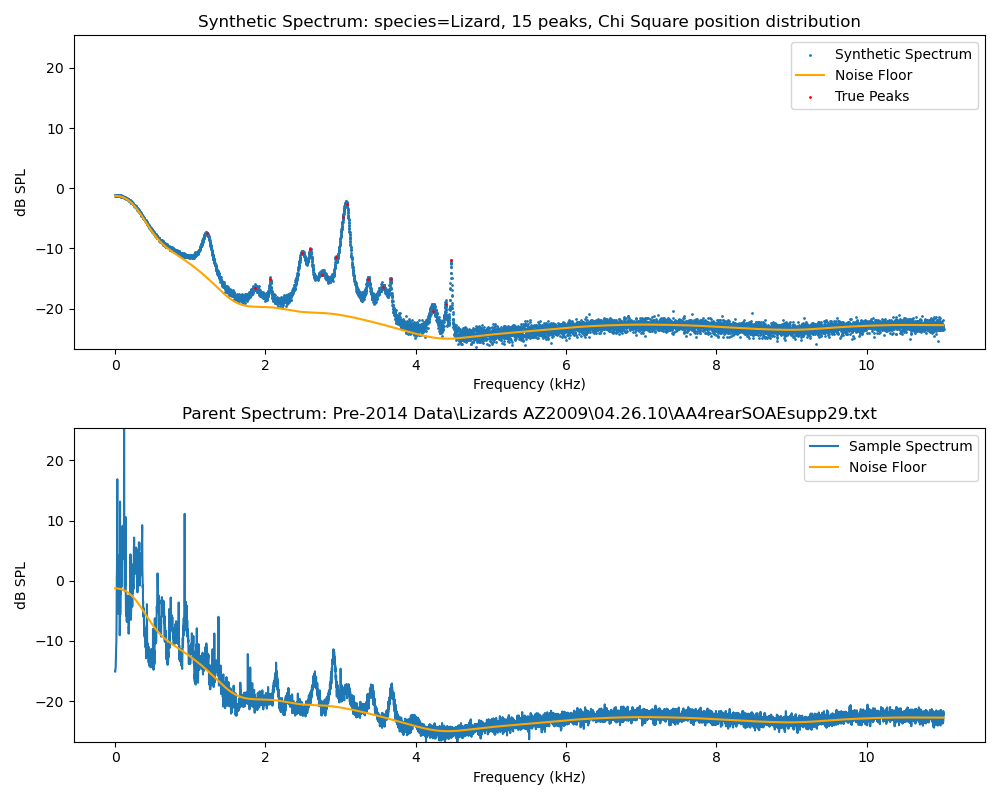 Synthetic Spectrum: species=Lizard, 15 peaks, Chi Square position distribution
20
10
0
−10
−20
dB SPL
Synthetic Spectrum
Noise Floor
True Peaks
0 2 4 6 8 10
Frequency (kHz)
Parent Spectrum: Pre-2014 Data\Lizards AZ2009\04.26.10\AA4rearSOAEsupp29.txt
20
10
0
−10
−20
dB SPL
Sample Spectrum
Noise Floor
0 2 4 6 8 10
Frequency (kHz)